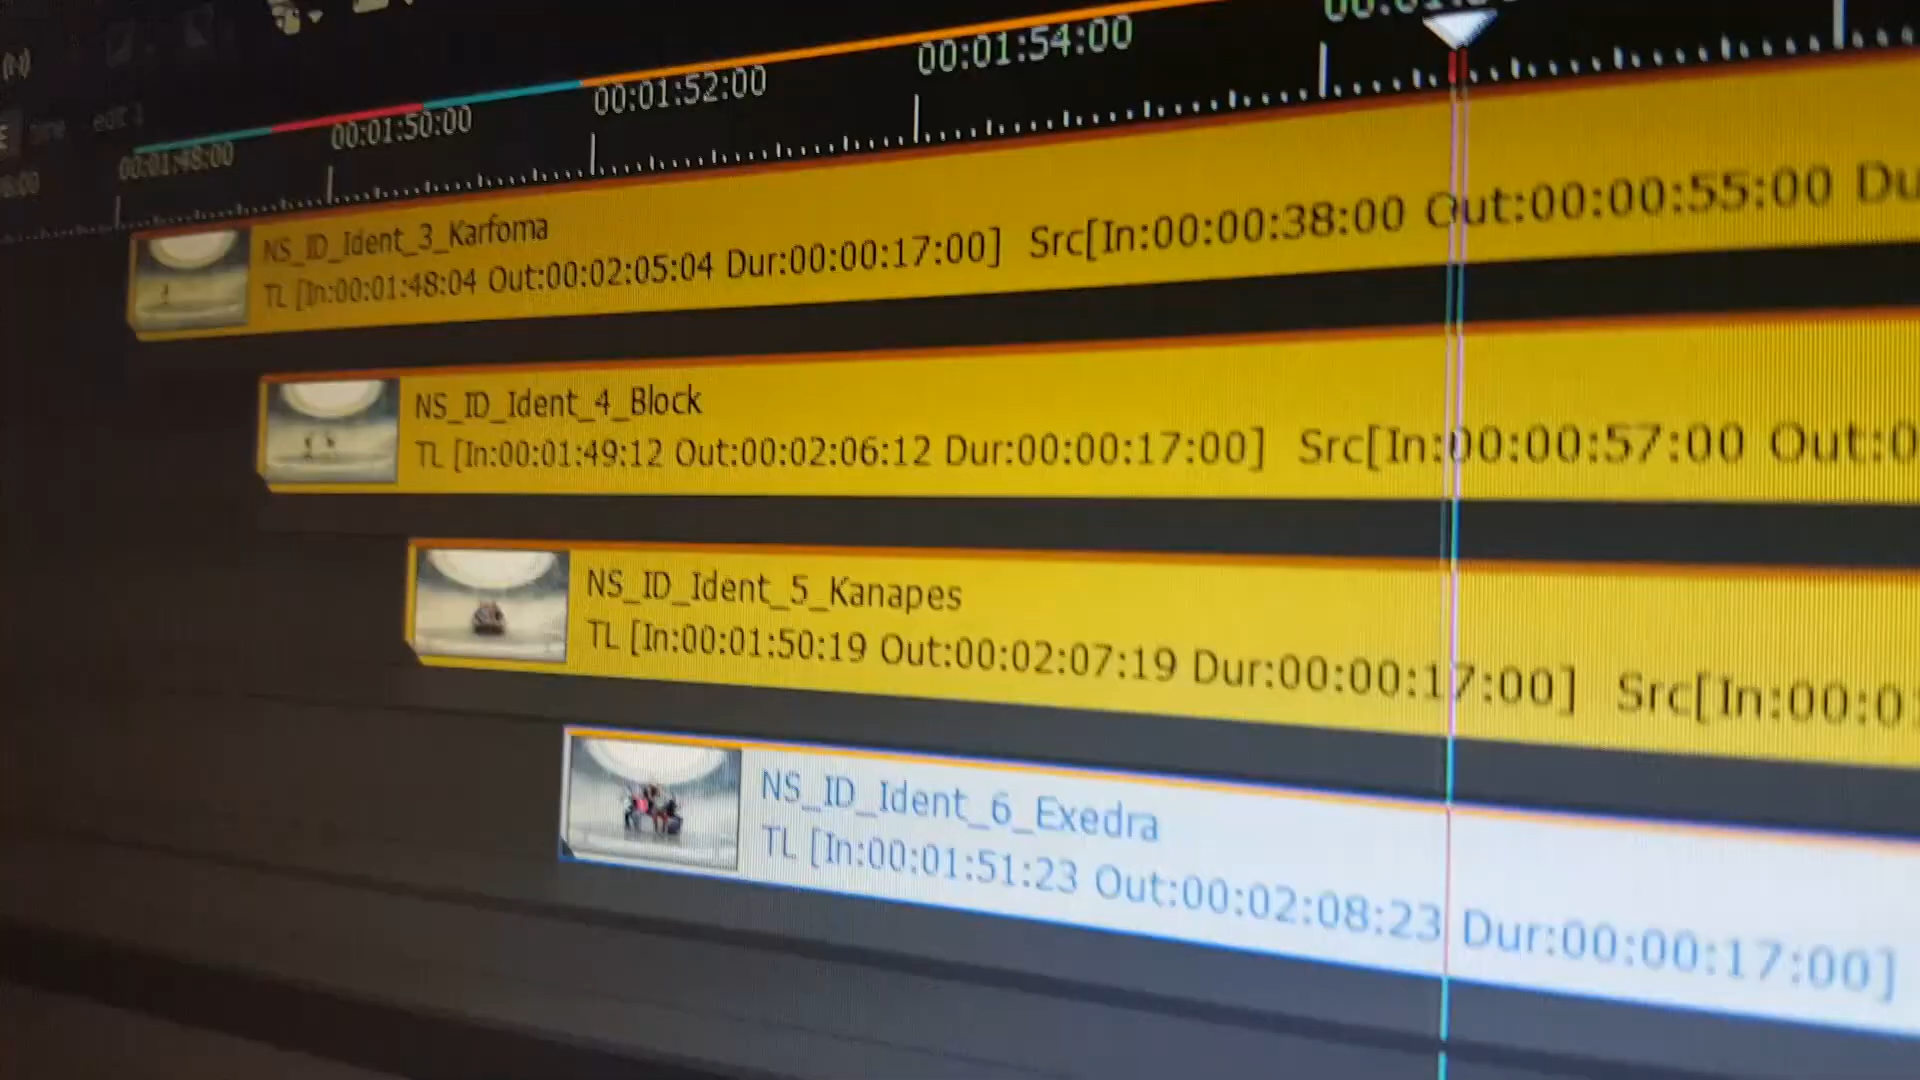 00:01:48:00
00:01:50:00
00:01:52:00
00:01:54:00
NS_ID_Ident_3_Karfoma
TL [In:00:01:48:04 Out:00:02:05:04 Dur:00:00:17:00] Src[In:00:00:38:00 Out:00:00:55:00 Du
NS_ID_Ident_4_Block
TL [In:00:01:49:12 Out:00:02:06:12 Dur:00:00:17:00] Src[In:00:00:57:00 Out:0
NS_ID_Ident_5_Kanapes
TL [In:00:01:50:19 Out:00:02:07:19 Dur:00:00:17:00] Src[In:00:0
NS_ID_Ident_6_Exedra
TL [In:00:01:51:23 Out:00:02:08:23 Dur:00:00:17:00]